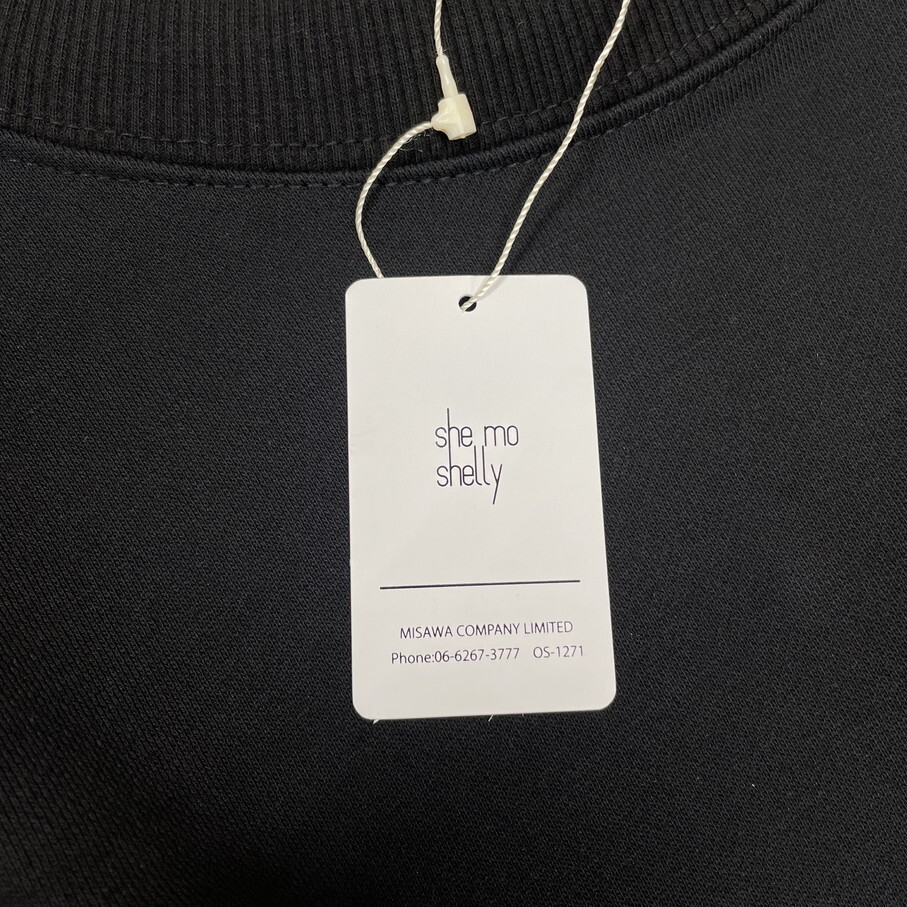 she mo
shelly
MISAWA COMPANY LIMITED
Phone:06-6267-3777 OS-1271